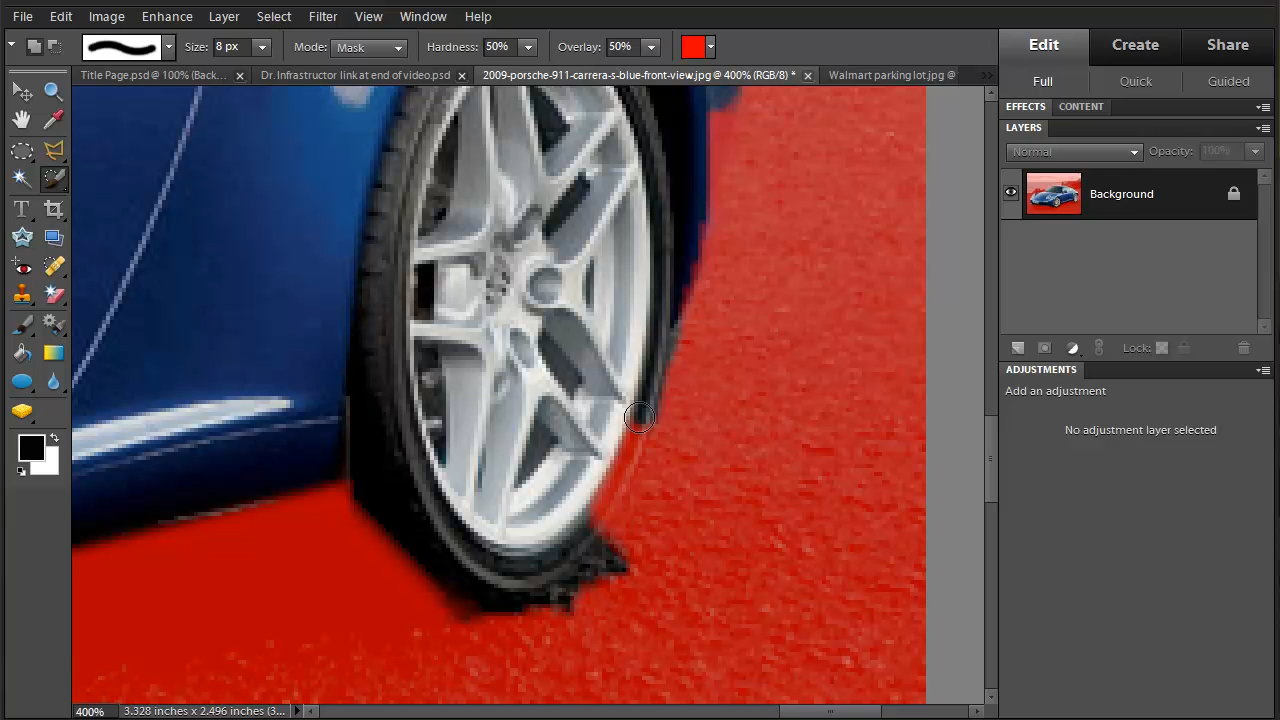 File Edit Image Enhance Layer Select Filter View Window Help
Size: 8 px Mode: Mask Hardness: 50% Overlay: 50%
Edit Create Share
Title Page.psd @ 100% (Back... Dr. Infrastructor link at end of video.psd 2009-porsche-911-carrera-s-blue-front-view.jpg @ 400% (RGB/8) * Walmart parking lot.jpg @
Full Quick Guided
EFFECTS CONTENT
LAYERS
Normal Opacity: 100%
Background
Lock:
ADJUSTMENTS
Add an adjustment
No adjustment layer selected
T
400% 3.328 inches x 2.496 inches (3...